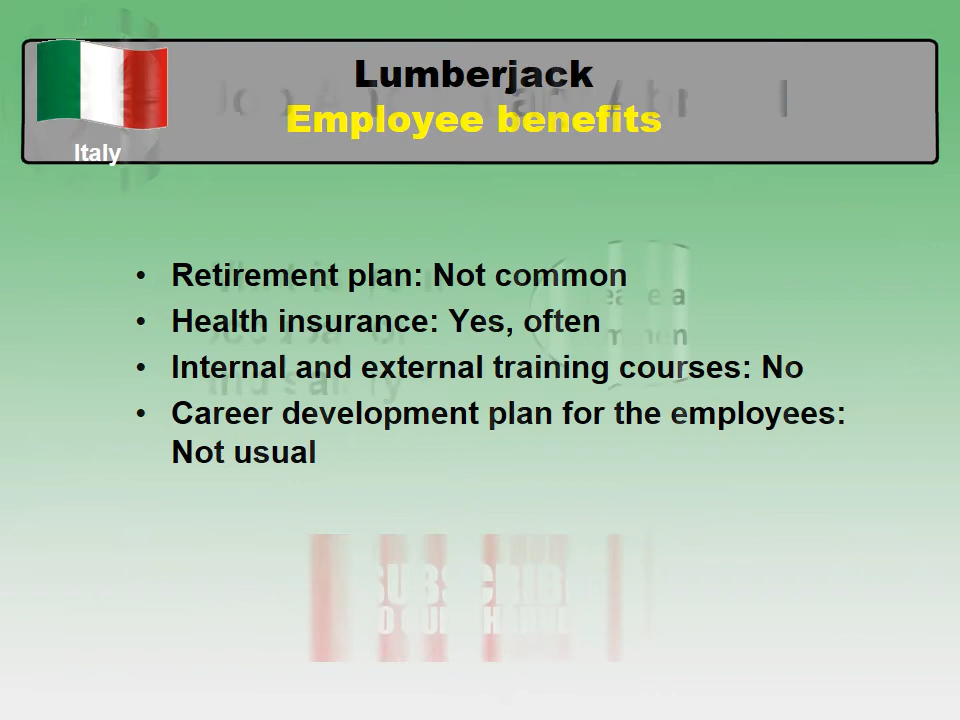 Lumberjack
Employee benefits
Italy
• Retirement plan: Not common
• Health insurance: Yes, often
• Internal and external training courses: No
• Career development plan for the employees:
Not usual